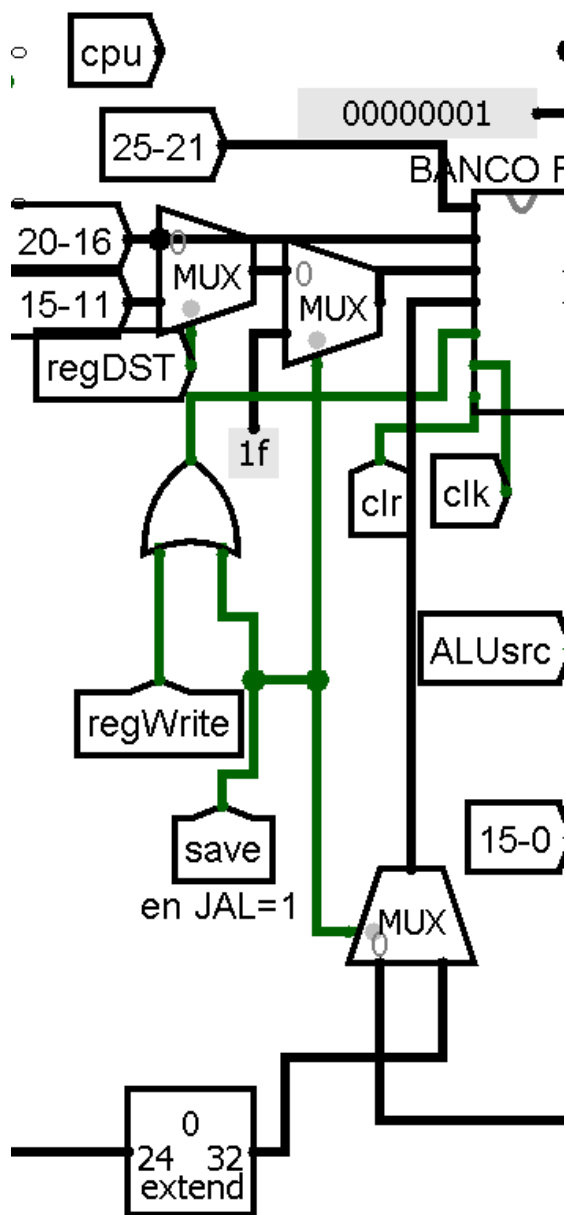 cpu
00000001
25-21
BANCO F
20-16
0
MUX
0
MUX
15-11
regDST
1f
clr
clk
ALUsrc
regWrite
save
15-0
en JAL=1
MUX
0
0
24 32
extend